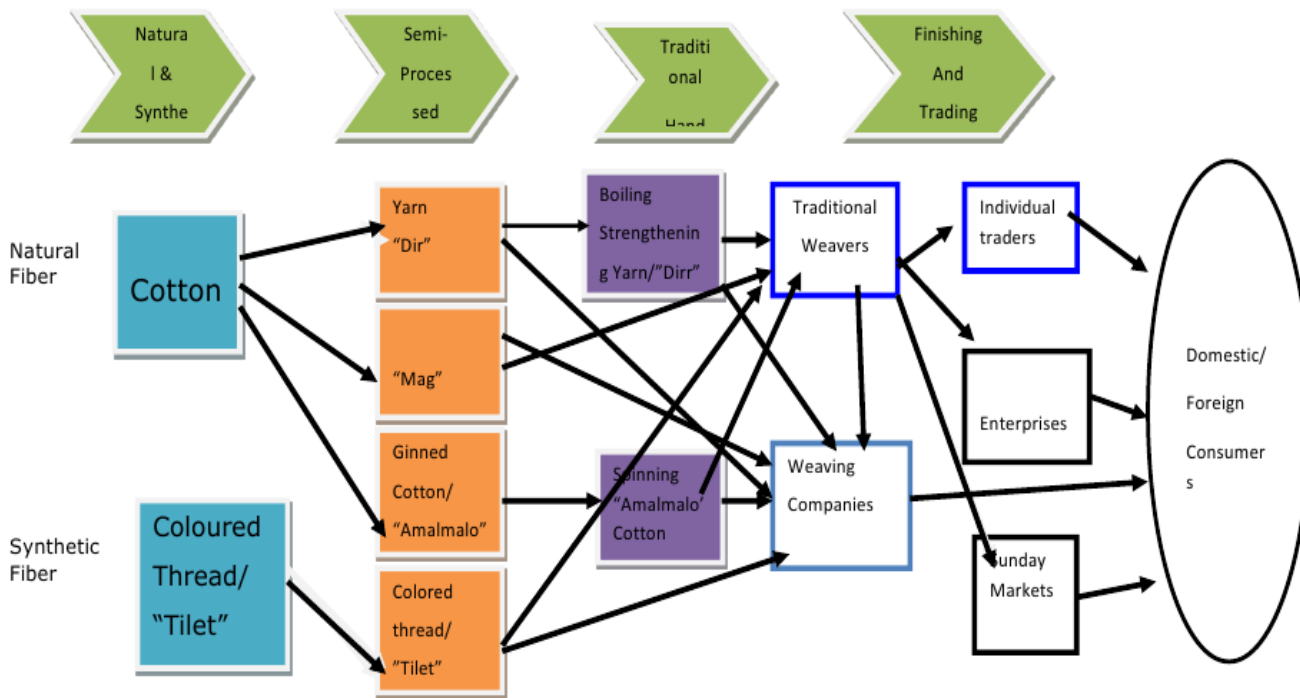 Natura
l &
Synthe
Semi-
Proces
sed
Traditi
onal
Hand
Finishing
And
Trading
Natural
Fiber
Cotton
Yarn
“Dir”
“Mag”
Ginned
Cotton/
“Amalmalo”
Boiling
Strengthenin
g Yarn/”Dirr”
Traditional
Weavers
Individual
traders
Enterprises
Domestic/
Foreign
Consumer
s
Synthetic
Fiber
Coloured
Thread/
“Tilet”
Colored
thread/
”Tilet”
Spinning
“Amalmalo’
Cotton
Weaving
Companies
Sunday
Markets